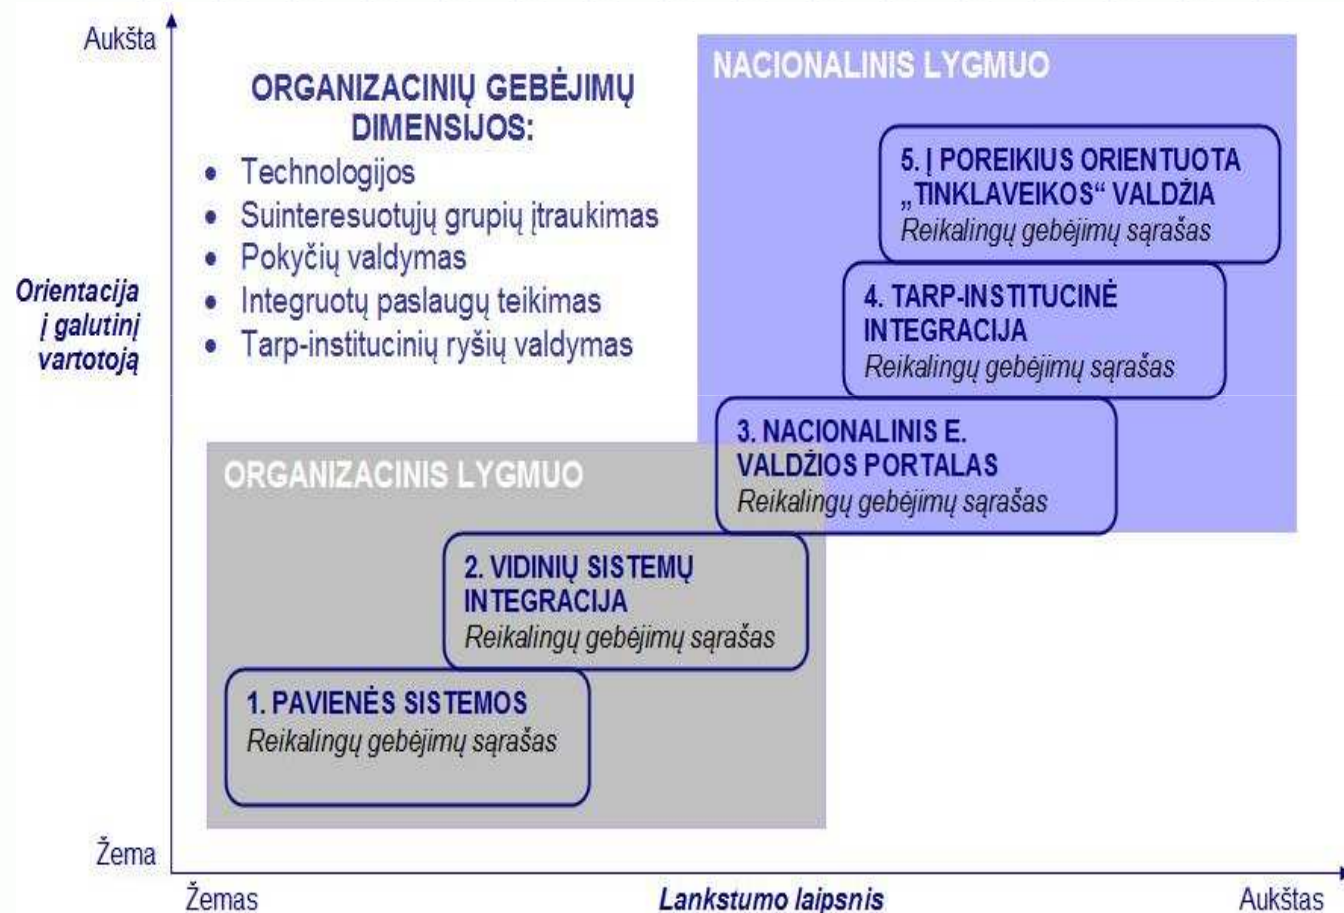 Aukšta
ORGANIZACINIŲ GEBĖJIMŲ
DIMENSIJOS:
• Technologijos
• Suinteresuotųjų grupių įtraukimas
• Pokyčių valdymas
• Integruotų paslaugų teikimas
• Tarp-institucinių ryšių valdymas
Orientacija
į galutinį
vartotoją
NACIONALINIS LYGMUO
5. Į POREIKIUS ORIENTUOTA
„TINKLAVEIKOS“ VALDŽIA
Reikalingų gebėjimų sąrašas
4. TARP-INSTITUCINĖ
INTEGRACIJA
Reikalingų gebėjimų sąrašas
3. NACIONALINIS E.
VALDŽIOS PORTALAS
Reikalingų gebėjimų sąrašas
ORGANIZACINIS LYGMUO
2. VIDINIŲ SISTEMŲ
INTEGRACIJA
Reikalingų gebėjimų sąrašas
1. PAVIENĖS SISTEMOS
Reikalingų gebėjimų sąrašas
Žema
Žemas
Lankstumo laipsnis
Aukštas